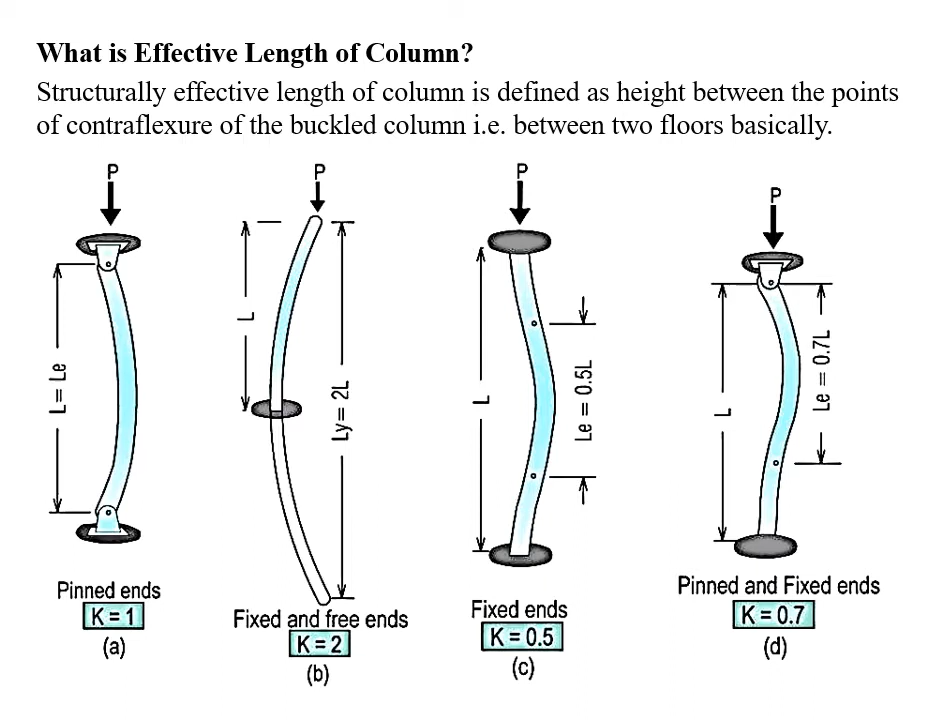 What is Effective Length of Column?
Structurally effective length of column is defined as height between the points
of contraflexure of the buckled column i.e. between two floors basically.
P
L= Le
Pinned ends
K = 1
(a)
P
L
Ly = 2L
Fixed and free ends
K = 2
(b)
P
L
Le = 0.5L
Fixed ends
K = 0.5
(c)
P
L
Le = 0.7L
Pinned and Fixed ends
K = 0.7
(d)